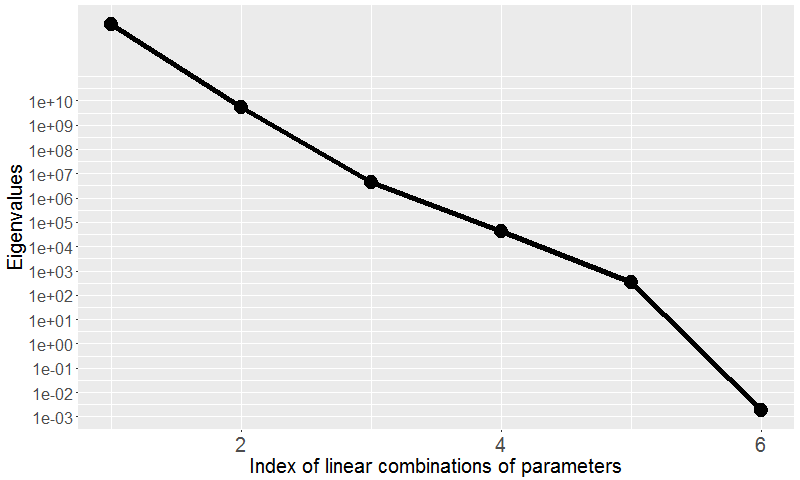 Eigenvalues
1e+10
1e+09
1e+08
1e+07
1e+06
1e+05
1e+04
1e+03
1e+02
1e+01
1e+00
1e-01
1e-02
1e-03
2 4 6
Index of linear combinations of parameters